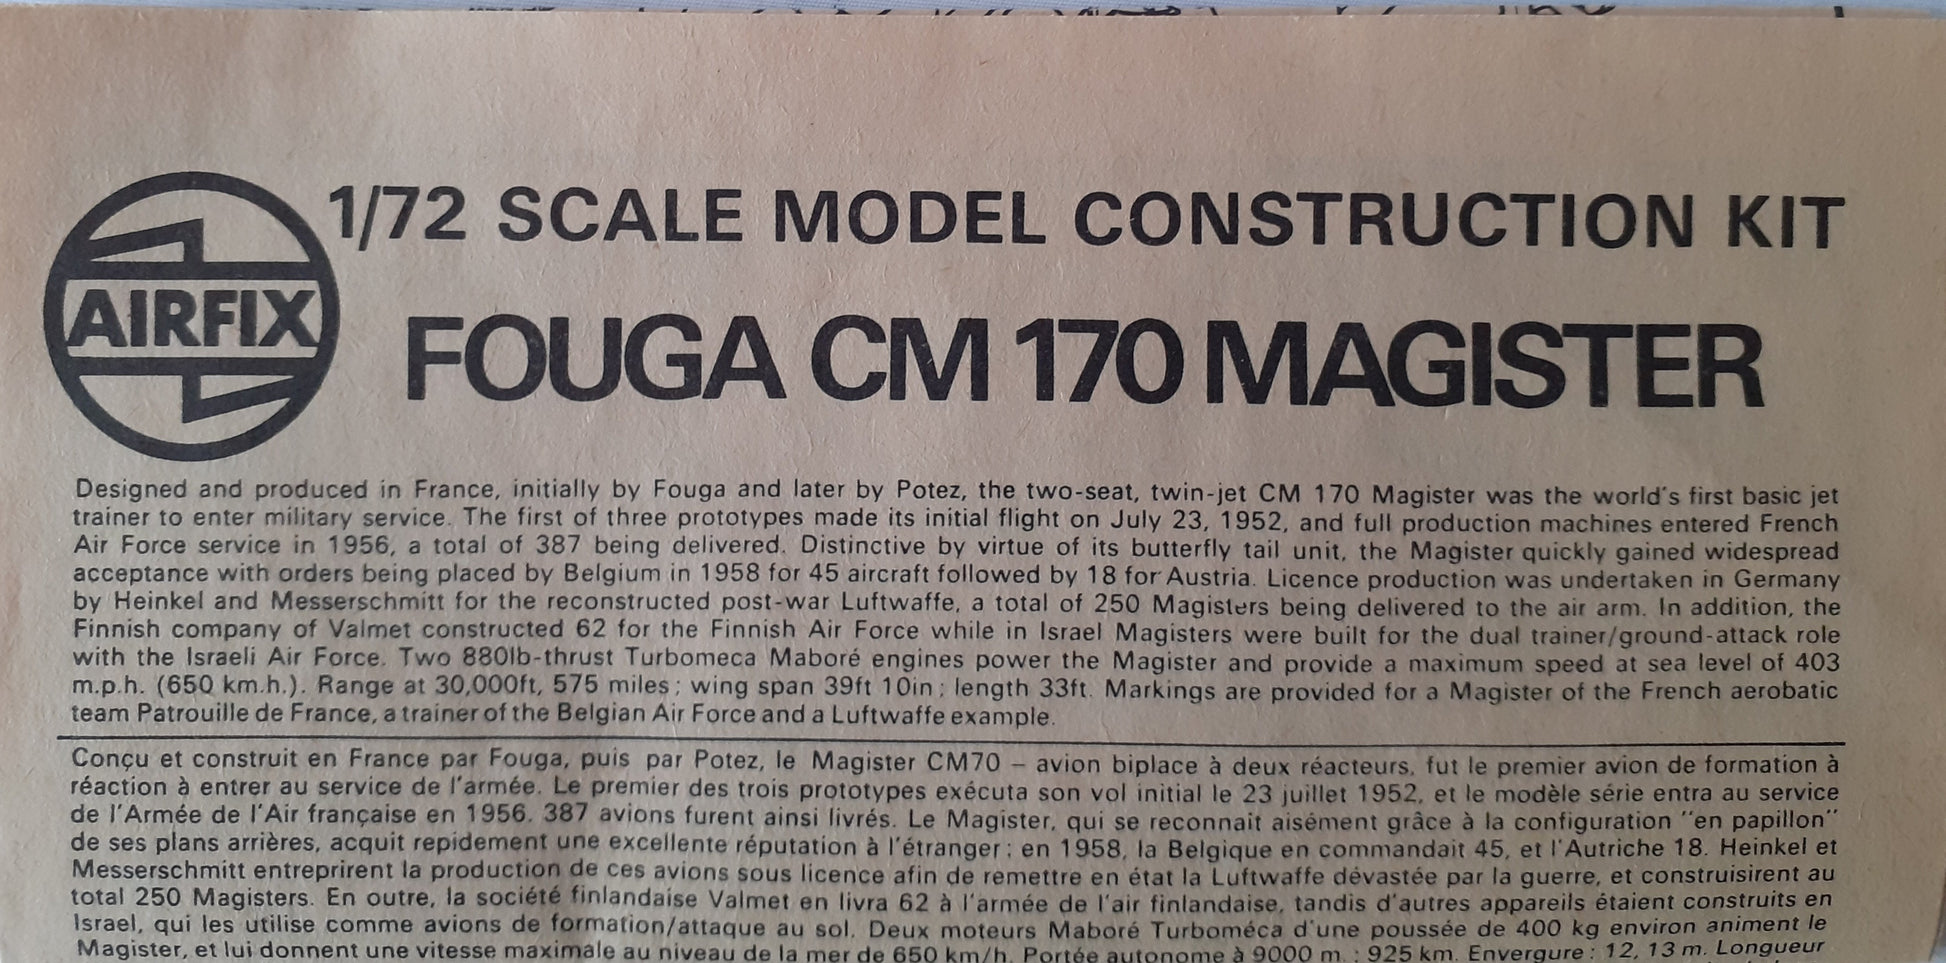 1/72 SCALE MODEL CONSTRUCTION KIT
AIRFIX
FOUGA CM 170 MAGISTER
Designed and produced in France, initially by Fouga and later by Potez, the two-seat, twin-jet CM 170 Magister was the world's first basic jet
trainer to enter military service. The first of three prototypes made its initial flight on July 23, 1952, and full production machines entered French
Air Force service in 1956, a total of 387 being delivered. Distinctive by virtue of its butterfly tail unit, the Magister quickly gained widespread
acceptance with orders being placed by Belgium in 1958 for 45 aircraft followed by 18 for Austria. Licence production was undertaken in Germany
by Heinkel and Messerschmitt for the reconstructed post-war Luftwaffe, a total of 250 Magisters being delivered to the air arm. In addition, the
Finnish company of Valmet constructed 62 for the Finnish Air Force while in Israel Magisters were built for the dual trainer/ground-attack role
with the Israeli Air Force. Two 880lb-thrust Turbomeca Maboré engines power the Magister and provide a maximum speed at sea level of 403
m.p.h. (650 km.h.). Range at 30,000ft, 575 miles; wing span 39ft 10in; length 33ft. Markings are provided for a Magister of the French aerobatic
team Patrouille de France, a trainer of the Belgian Air Force and a Luftwaffe example.
Conçu et construit en France par Fouga, puis par Potez, le Magister CM70 – avion biplace à deux réacteurs, fut le premier avion de formation à
réaction à entrer au service de l'armée. Le premier des trois prototypes exécuta son vol initial le 23 juillet 1952, et le modèle série entra au service
de l'Armée de l'Air française en 1956. 387 avions furent ainsi livrés. Le Magister, qui se reconnait aisément grâce à la configuration "en papillon"
de ses plans arrières, acquit repidement une excellente réputation à l'étranger; en 1958, la Belgique en commandait 45, et l'Autriche 18. Heinkel et
Messerschmitt entreprirent la production de ces avions sous licence afin de remettre en état la Luftwaffe dévastée par la guerre, et construisirent au
total 250 Magisters. En outre, la société finlandaise Valmet en livra 62 à l'armée de l'air finlandaise, tandis d'autres appareils étaient construits en
Israel, qui les utilise comme avions de formation/attaque au sol. Deux moteurs Maboré Turboméca d'une poussée de 400 kg environ animent le
Magister, et lui donnent une vitesse maximale au niveau de la mer de 650 km/h. Portée autonome à 9000 m.: 925 km. Envergure: 12,13 m. Longueur